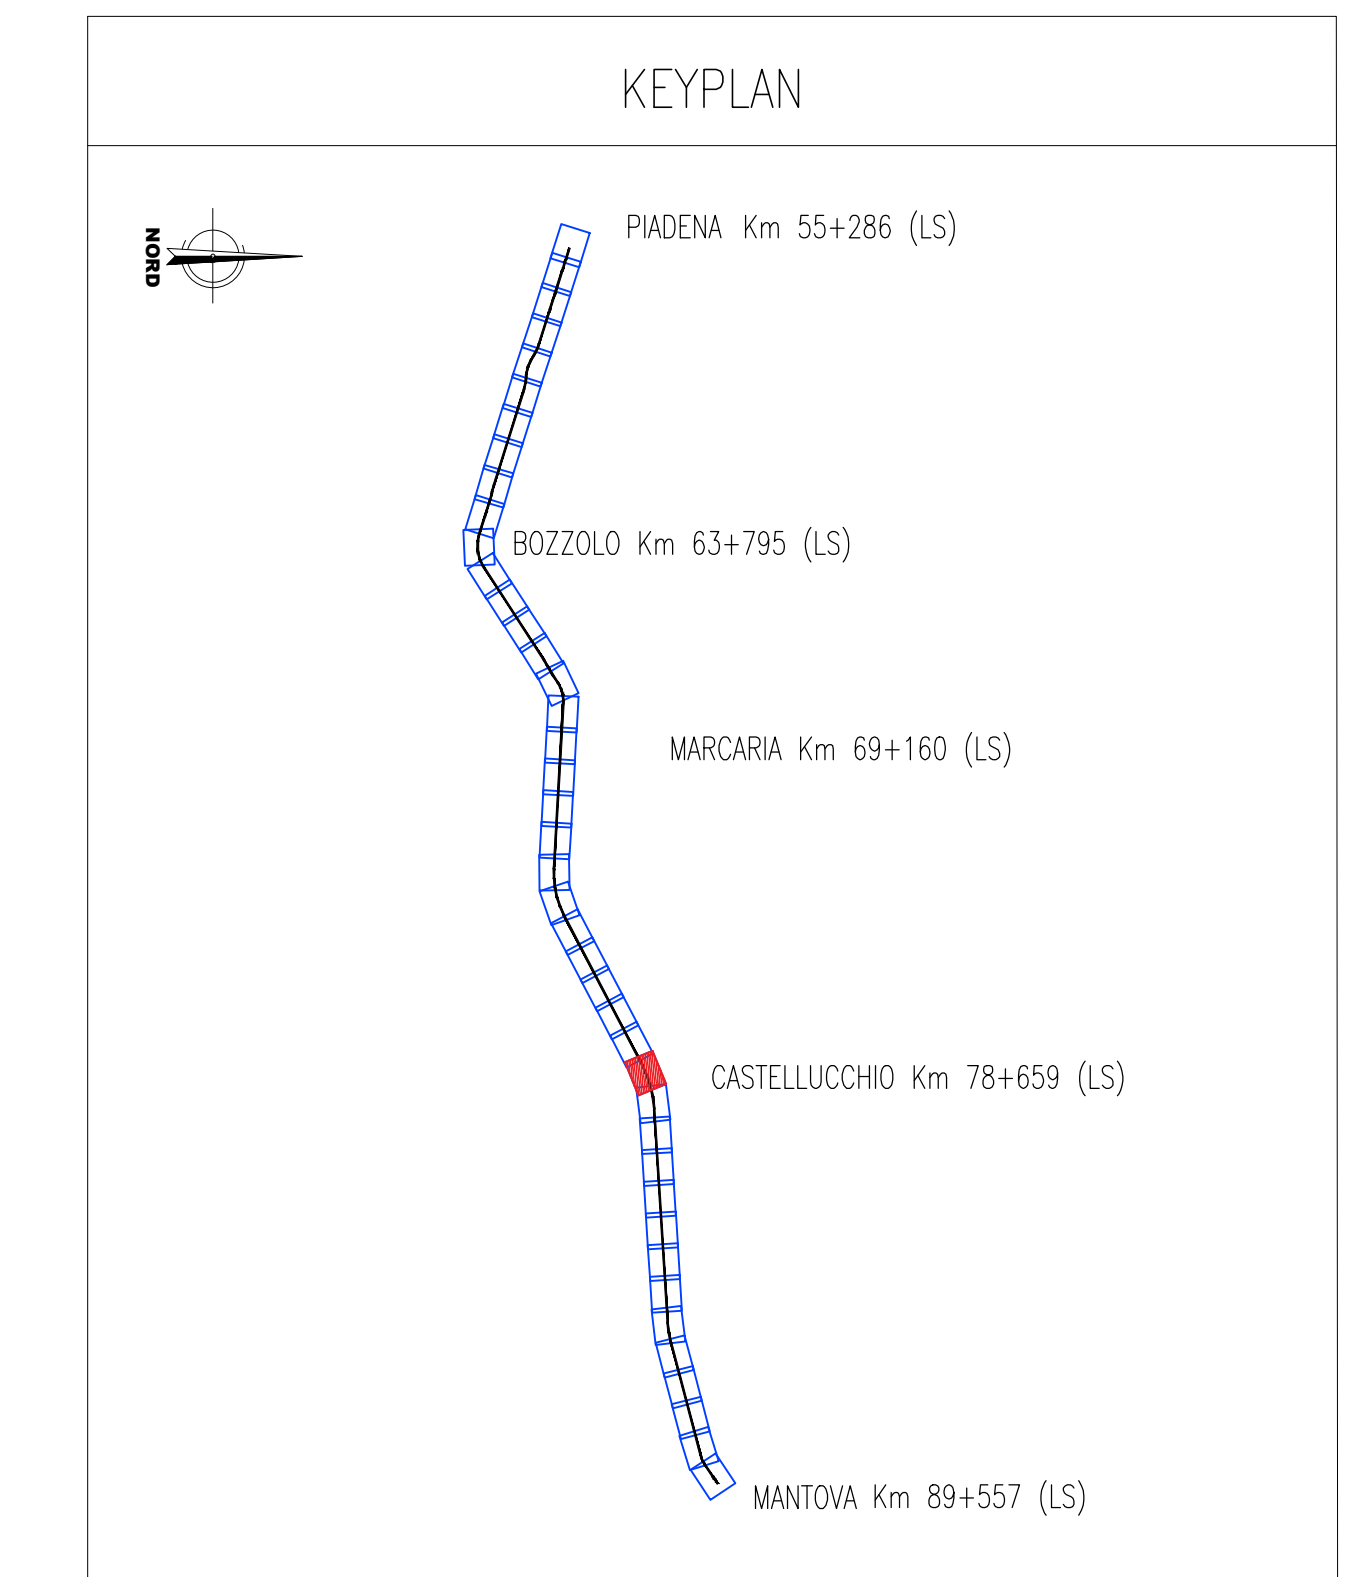 KEYPLAN
NORD
PIADENA Km 55+286 (LS)
BOZZOLO Km 63+795 (LS)
MARCARIA Km 69+160 (LS)
CASTELLUCCHIO Km 78+659 (LS)
MANTOVA Km 89+557 (LS)